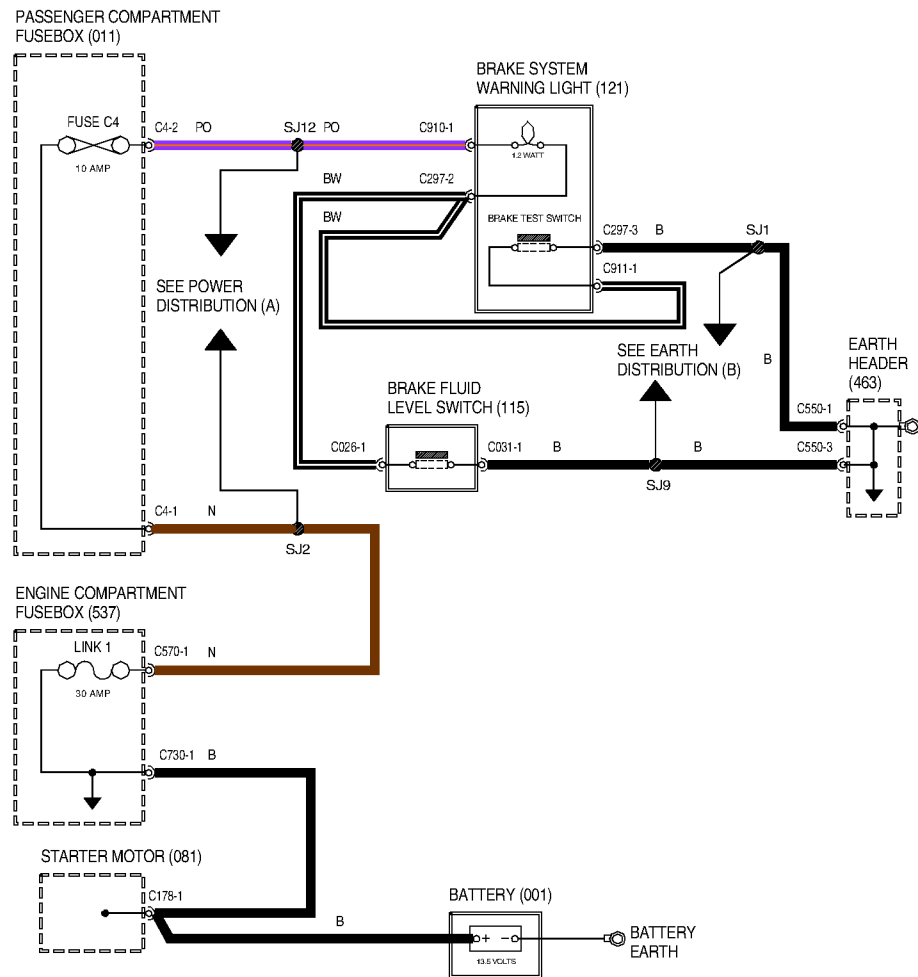 PASSENGER COMPARTMENT
FUSEBOX (011)
FUSE C4
10 AMP
C4-2
PO
SJ12
PO
C910-1
BRAKE SYSTEM
WARNING LIGHT (121)
1.2 WATT
BW
C297-2
BW
BRAKE TEST SWITCH
C297-3
B
SJ1
C911-1
SEE POWER
DISTRIBUTION (A)
SEE EARTH
DISTRIBUTION (B)
B
EARTH
HEADER
(463)
BRAKE FLUID
LEVEL SWITCH (115)
C550-1
C026-1
C031-1
B
B
C550-3
SJ9
C4-1
N
SJ2
ENGINE COMPARTMENT
FUSEBOX (537)
LINK 1
30 AMP
C570-1
N
C730-1
B
STARTER MOTOR (081)
C178-1
B
BATTERY (001)
+ -
13.5 VOLTS
BATTERY
EARTH